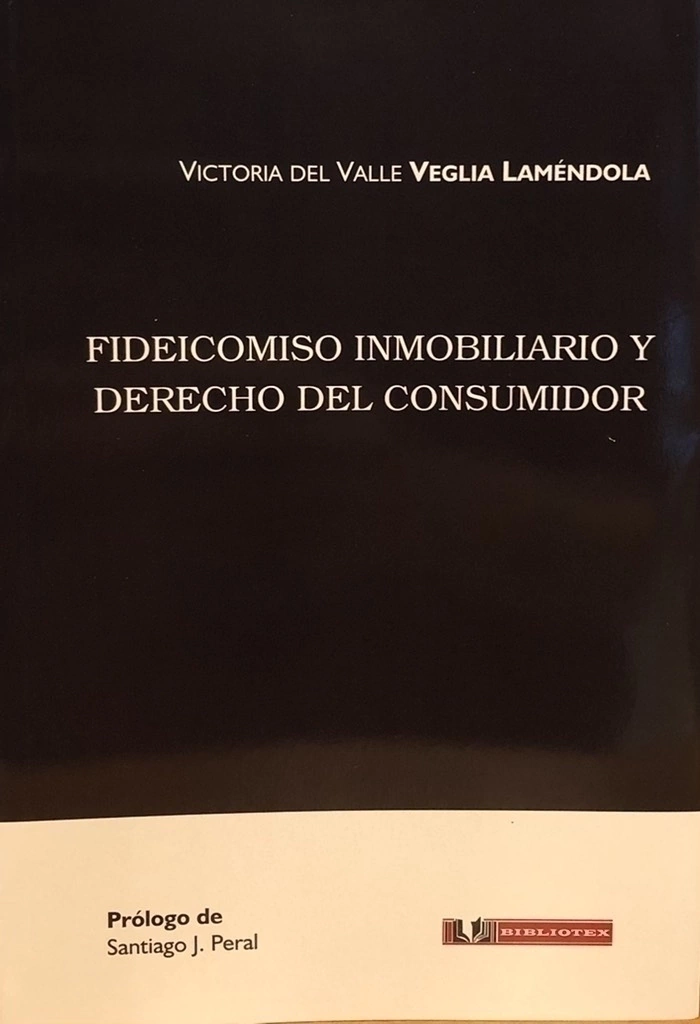 VICTORIA DEL VALLE VEGLIA LAMÉNDOLA
FIDEICOMISO INMOBILIARIO Y
DERECHO DEL CONSUMIDOR
Prólogo de
Santiago J. Peral
BIBLIOTEX